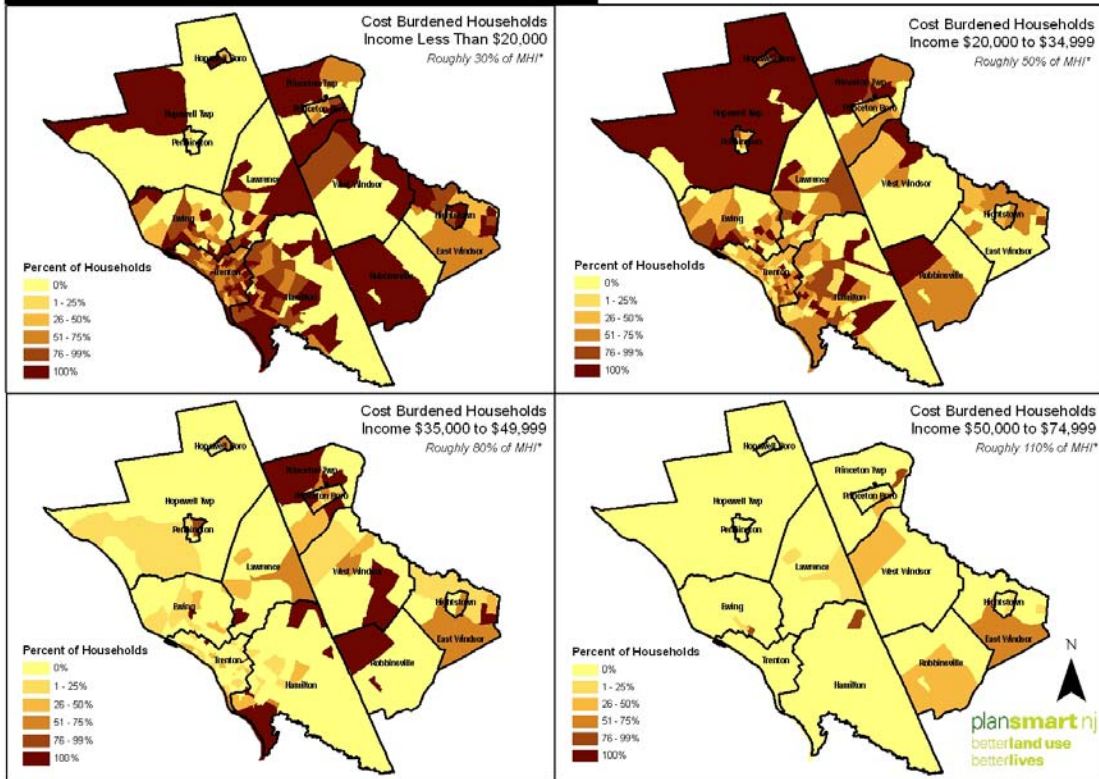 Cost Burdened Households
Income Less Than $20,000
Roughly 30% of MHI*
Hopewell Boro
Princeton Twp
Princeton Boro
Hopewell Twp
Pennington
Lawrence
West Windsor
Ewing
Hightstown
East Windsor
Trenton
Robbinsville
Hamilton
Percent of Households
0%
1 - 25%
26 - 50%
51 - 75%
76 - 99%
100%
Cost Burdened Households
Income $20,000 to $34,999
Roughly 50% of MHI*
Hopewell Boro
Princeton Twp
Princeton Boro
Hopewell Twp
Pennington
Lawrence
West Windsor
Ewing
Hightstown
East Windsor
Trenton
Robbinsville
Hamilton
Percent of Households
0%
1 - 25%
26 - 50%
51 - 75%
76 - 99%
100%
Cost Burdened Households
Income $35,000 to $49,999
Roughly 80% of MHI*
Hopewell Boro
Princeton Twp
Princeton Boro
Hopewell Twp
Pennington
Lawrence
West Windsor
Ewing
Hightstown
East Windsor
Trenton
Robbinsville
Hamilton
Percent of Households
0%
1 - 25%
26 - 50%
51 - 75%
76 - 99%
100%
Cost Burdened Households
Income $50,000 to $74,999
Roughly 110% of MHI*
Hopewell Boro
Princeton Twp
Princeton Boro
Hopewell Twp
Pennington
Lawrence
West Windsor
Ewing
Hightstown
East Windsor
Trenton
Robbinsville
Hamilton
Percent of Households
0%
1 - 25%
26 - 50%
51 - 75%
76 - 99%
100%
N
plansmart nj
betterland use
betterlives